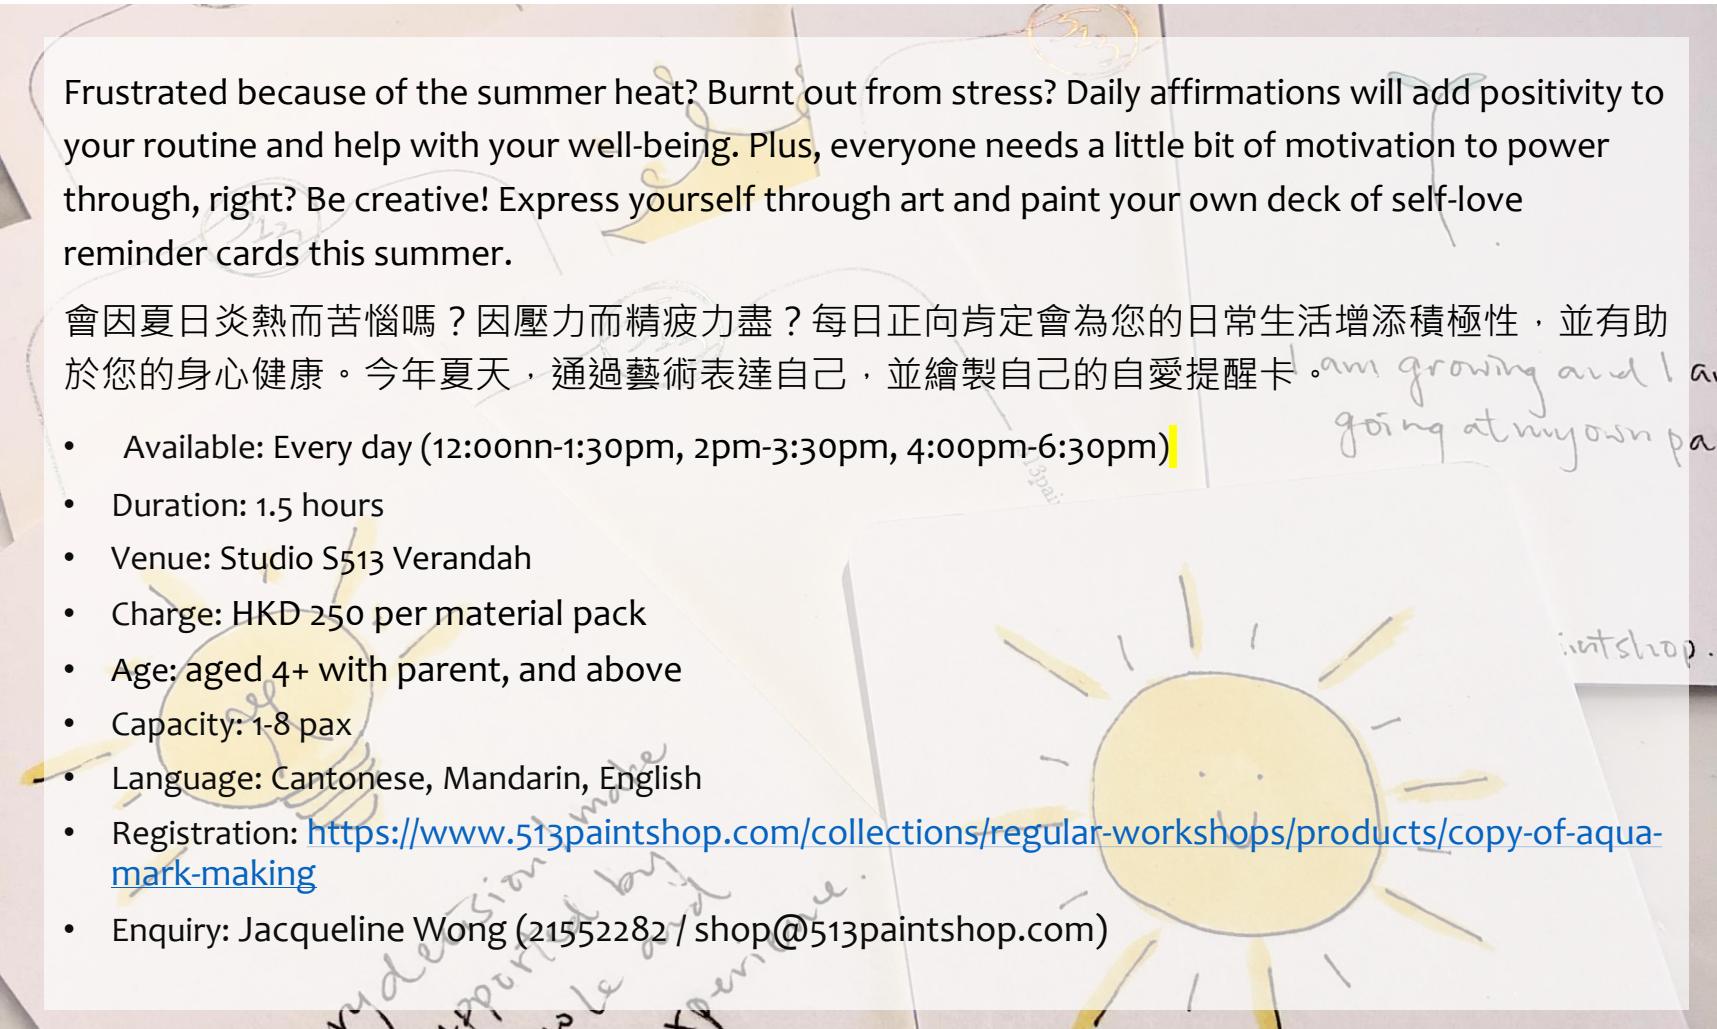 Frustrated because of the summer heat? Burnt out from stress? Daily affirmations will add positivity to
your routine and help with your well-being. Plus, everyone needs a little bit of motivation to power
through, right? Be creative! Express yourself through art and paint your own deck of self-love
reminder cards this summer.
會因夏日炎熱而苦惱嗎？因壓力而精疲力盡？每日正向肯定會為您的日常生活增添積極性，並有助
於您的身心健康。今年夏天，通過藝術表達自己，並繪製自己的自愛提醒卡。
I am growing and I
going at my own
• Available: Every day (12:00nn-1:30pm, 2pm-3:30pm, 4:00pm-6:30pm)
• Duration: 1.5 hours
• Venue: Studio S513 Verandah
• Charge: HKD 250 per material pack
• Age: aged 4+ with parent, and above
• Capacity: 1-8 pax
• Language: Cantonese, Mandarin, English
• Registration: https://www.513paintshop.com/collections/regular-workshops/products/copy-of-aqua-
mark-making
• Enquiry: Jacqueline Wong (21552282 / shop@513paintshop.com)
decision I make
by
and